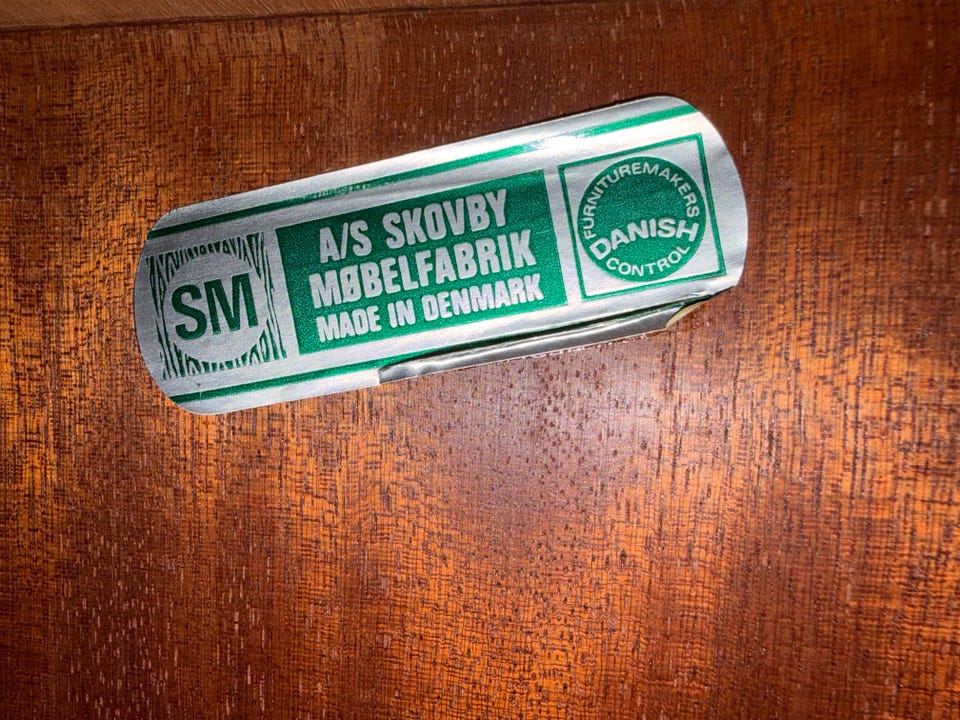 SM
A/S SKOVBY
MØBELFABRIK
MADE IN DENMARK
FURNITUREMAKERS
DANISH
CONTROL